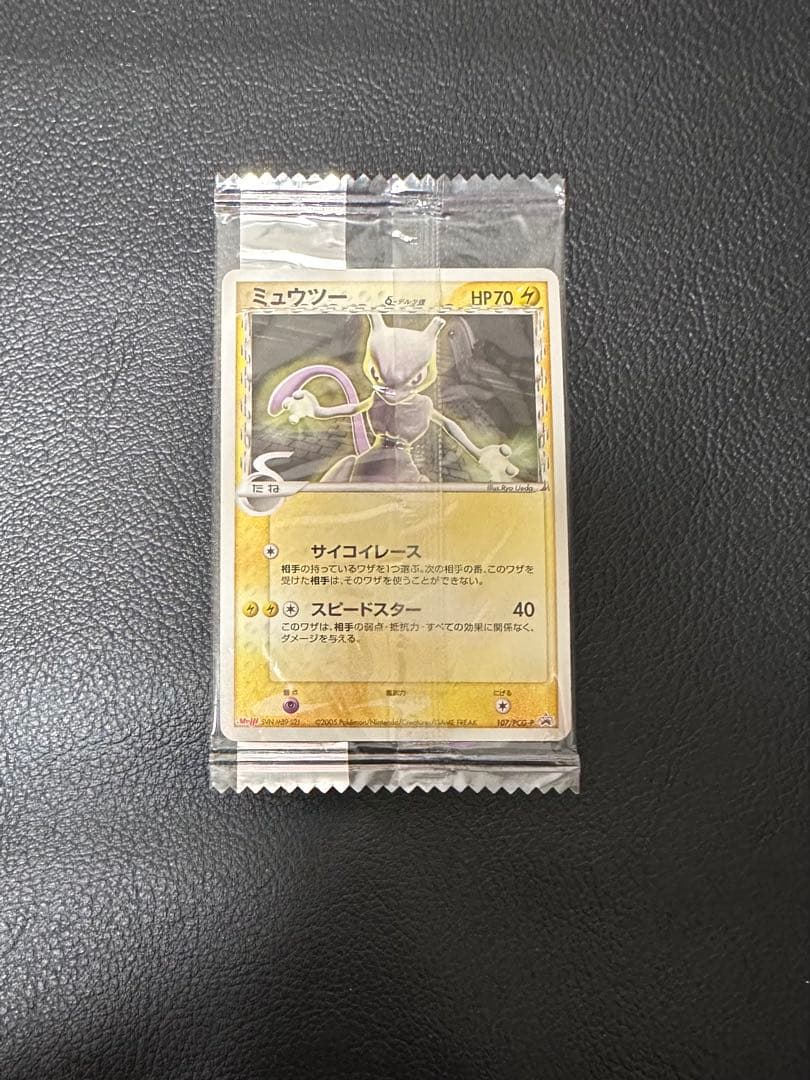 ミュウツー δ-デルタ種 HP70
たね
Illus.Ryo Ueda
サイコイレース
相手の持っているワザを1つ選ぶ。次の相手の番、このワザを
受けた相手は、そのワザを使うことができない。
スピードスター 40
このワザは、相手の弱点・抵抗力・すべての効果に関係なく、
ダメージを与える。
弱点 抵抗力 にげる
©2005 Pokémon/Nintendo/Creatures/GAME FREAK 107/PCG-P